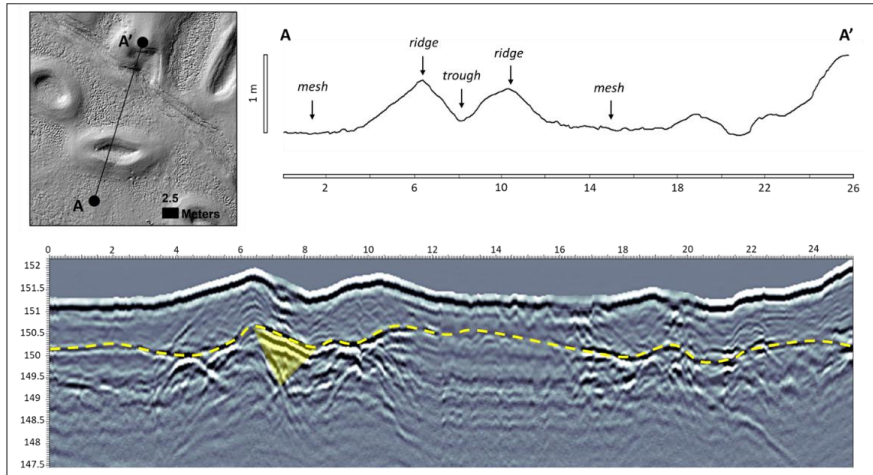 A'
A
2.5
Meters
A
A'
ridge
ridge
trough
mesh
mesh
1 m
2 6 10 14 18 22 26
0 2 4 6 8 10 12 14 16 18 20 22 24
152
151.5
151
150.5
150
149.5
149
148.5
148
147.5